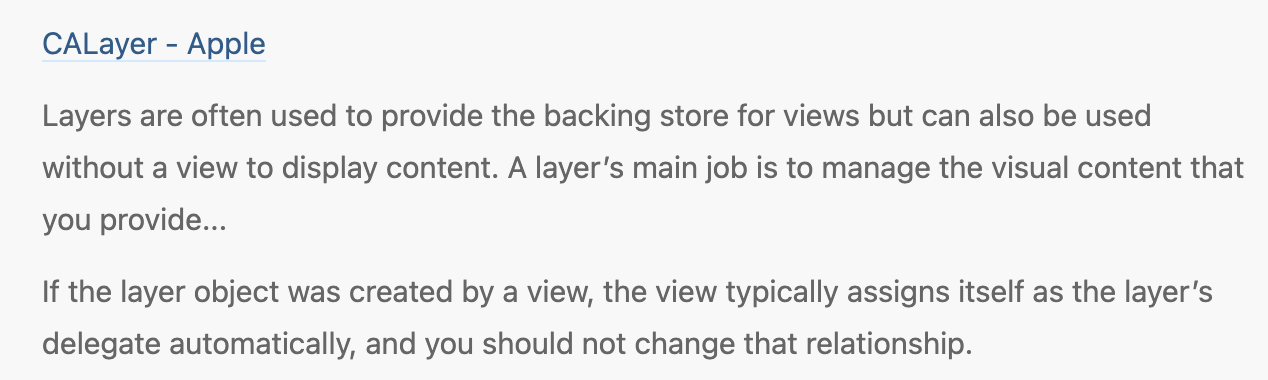 CALayer - Apple
Layers are often used to provide the backing store for views but can also be used
without a view to display content. A layer’s main job is to manage the visual content that
you provide...
If the layer object was created by a view, the view typically assigns itself as the layer’s
delegate automatically, and you should not change that relationship.